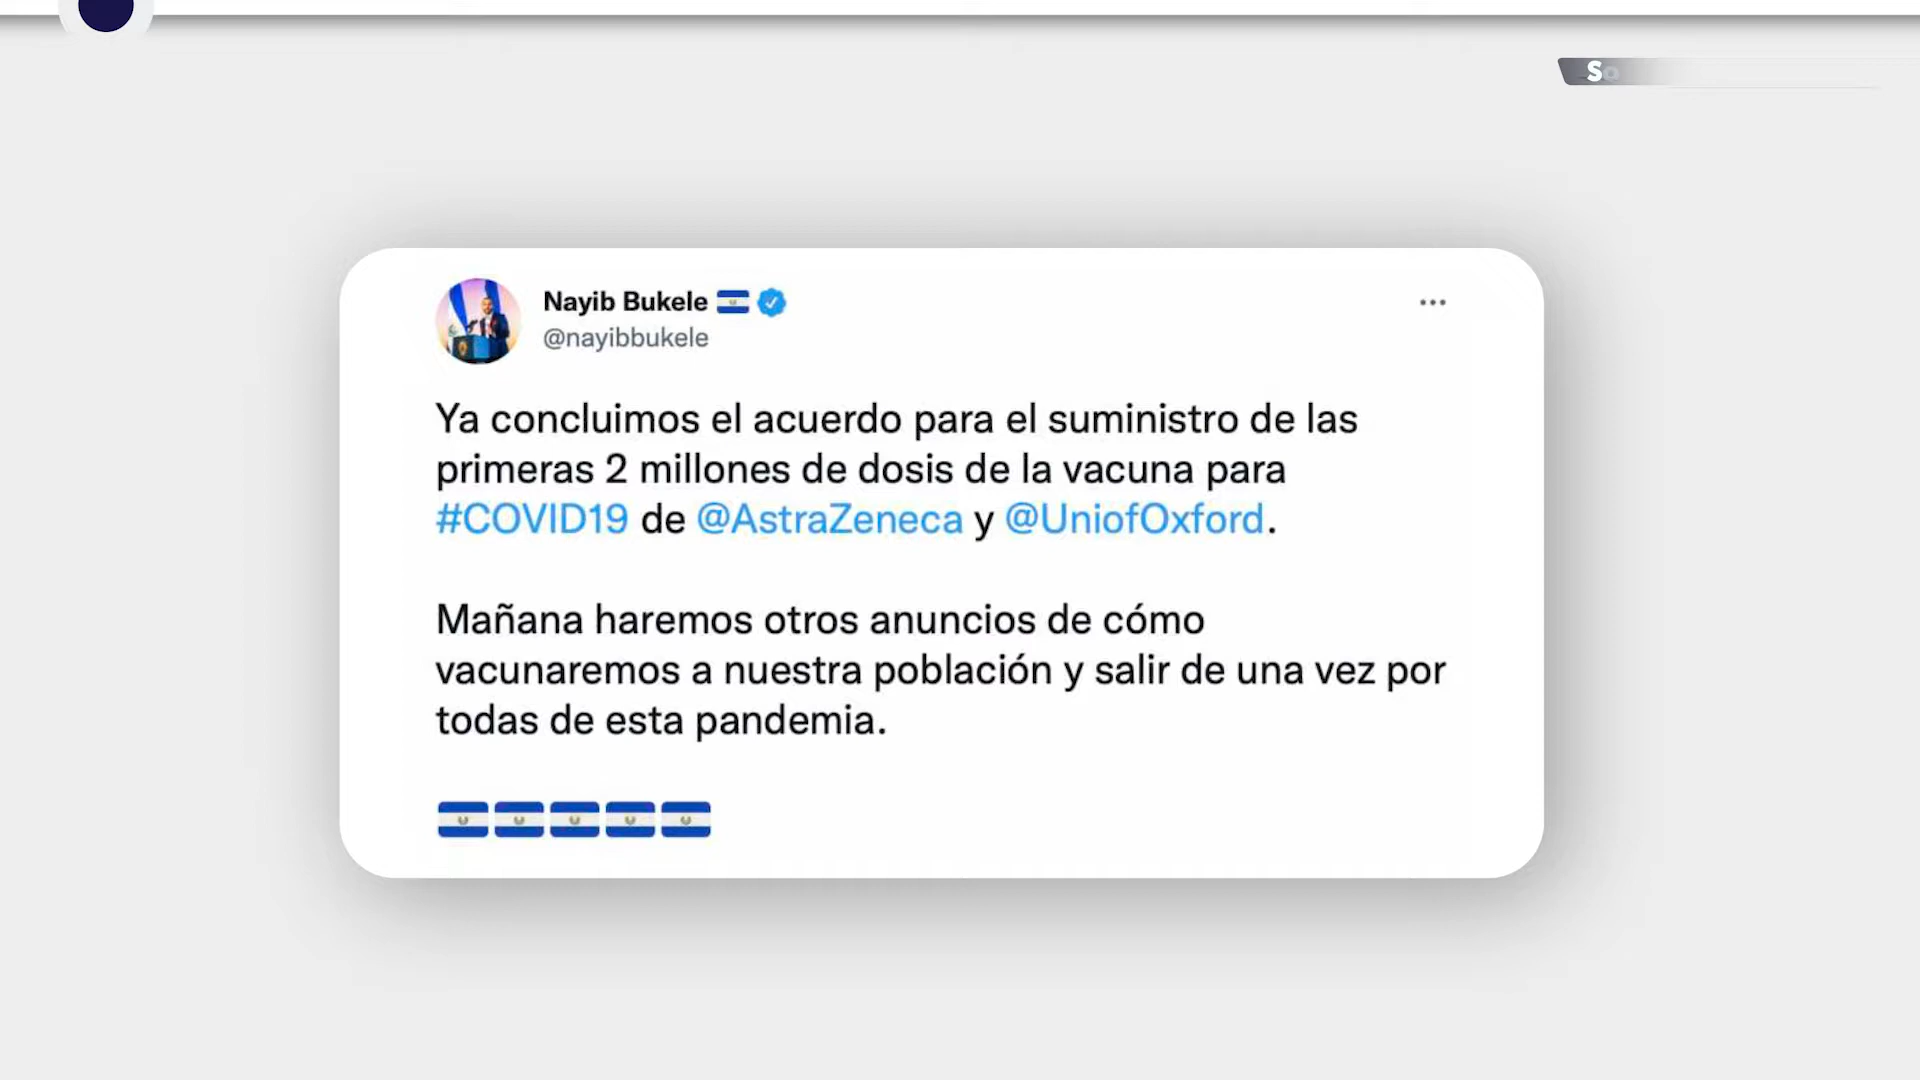 Nayib Bukele
@nayibbukele
Ya concluimos el acuerdo para el suministro de las
primeras 2 millones de dosis de la vacuna para
#COVID19 de @AstraZeneca y @UniofOxford.
Mañana haremos otros anuncios de cómo
vacunaremos a nuestra población y salir de una vez por
todas de esta pandemia.